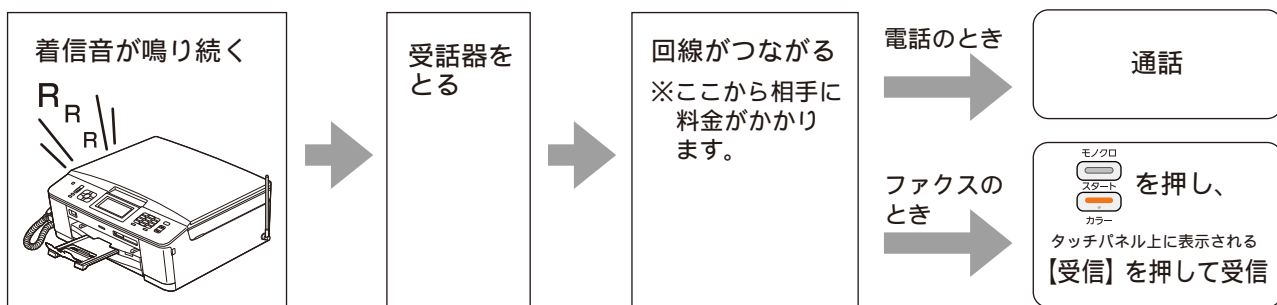 着信音が鳴り続く
R
R
R
受話器を
とる
回線がつながる
※ここから相手に
料金がかかり
ます。
電話のとき
通話
ファクスの
とき
モノクロ
スタート
カラー
を押し、
タッチパネル上に表示される
【受信】を押して受信